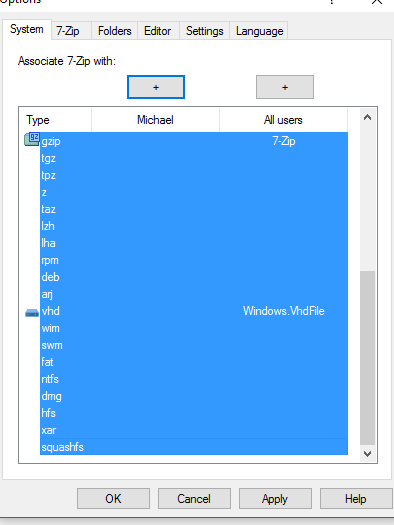 Options ? X
System 7-Zip Folders Editor Settings Language
Associate 7-Zip with:
+ +
Type Michael All users
gzip 7-Zip
tgz
tpz
z
taz
lzh
lha
rpm
deb
arj
vhd Windows.VhdFile
wim
swm
fat
ntfs
dmg
hfs
xar
squashfs
OK Cancel Apply Help